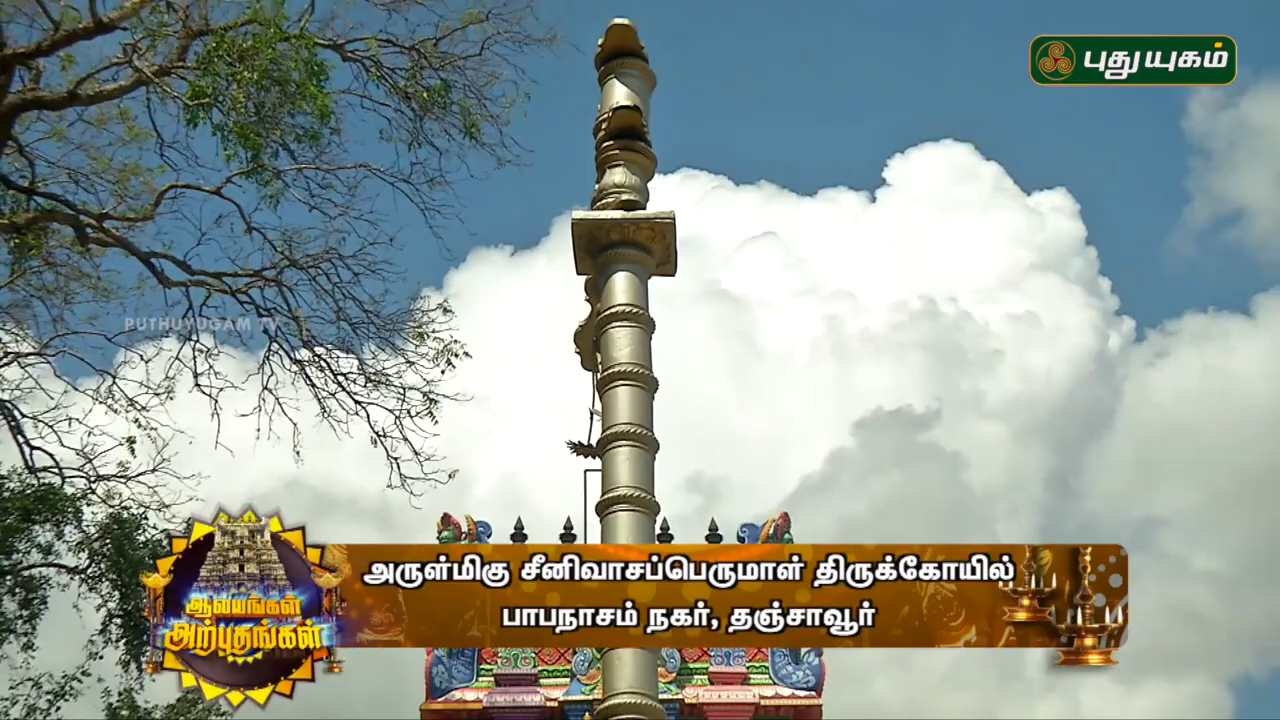 புதுயுகம்
PUTHUYUGAM TV
அருள்மிகு சீனிவாசப்பெருமாள் திருக்கோயில்
பாபநாசம் நகர், தஞ்சாவூர்
ஆலயங்கள்
அற்புதங்கள்